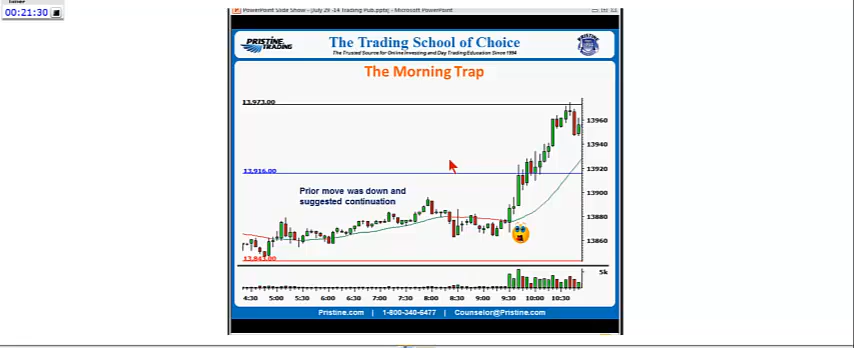 Timer
00:21:30
PowerPoint Slide Show - [July 29 -14 Trading Pub.pptx] - Microsoft PowerPoint
PRISTINE
TRADING
The Trading School of Choice
The Trusted Source for Online Investing and Day Trading Education Since 1994
The Morning Trap
13,973.00
13960
13940
13,916.00
13920
Prior move was down and
suggested continuation
13900
13880
13860
13,843.00
5k
4:30 5:00 5:30 6:00 6:30 7:00 7:30 8:00 8:30 9:00 9:30 10:00 10:30
Pristine.com | 1-800-340-6477 | Counselor@Pristine.com